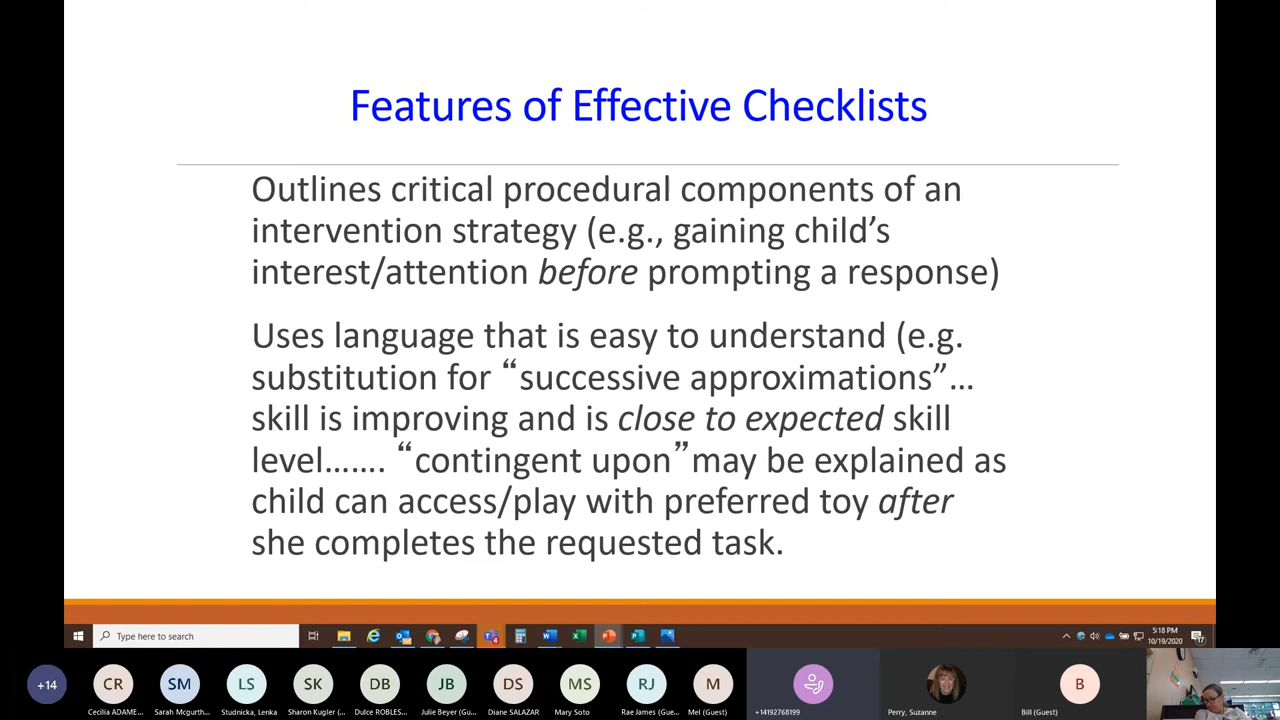 Features of Effective Checklists
Outlines critical procedural components of an
intervention strategy (e.g., gaining child’s
interest/attention before prompting a response)
Uses language that is easy to understand (e.g.
substitution for “successive approximations”…
skill is improving and is close to expected skill
level……. “contingent upon”may be explained as
child can access/play with preferred toy after
she completes the requested task.
Type here to search
5:18 PM
10/19/2020
17
+14
CR
SM
LS
SK
DB
JB
DS
MS
RJ
M
B
Cecilia ADAME...
Sarah Mcgurth...
Studnicka, Lenka
Sharon Kugler (...
Dulce ROBLES...
Julie Beyer (Gu...
Diane SALAZAR
Mary Soto
Rae James (Gue...
Mel (Guest)
+14192768199
Perry, Suzanne
Bill (Guest)